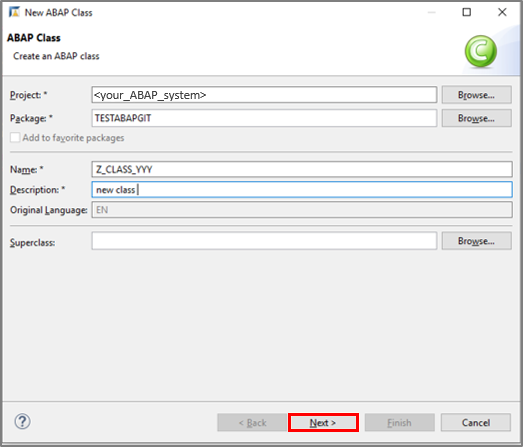 New ABAP Class
ABAP Class
Create an ABAP class
Project: * <your_ABAP_system> Browse...
Package: * TESTABAPGIT Browse...
Add to favorite packages
Name: * Z_CLASS_YYY
Description: * new class
Original Language: EN
Superclass: Browse...
? < Back Next > Finish Cancel